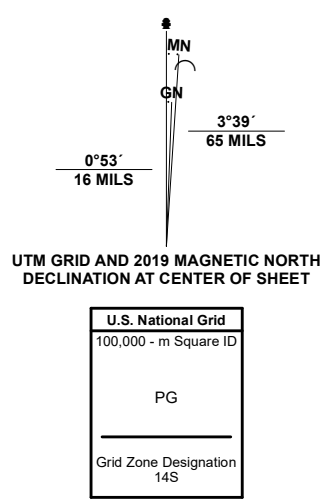 MN
GN
3°39´
65 MILS
0°53´
16 MILS
UTM GRID AND 2019 MAGNETIC NORTH
DECLINATION AT CENTER OF SHEET
U.S. National Grid
100,000 - m Square ID
PG
Grid Zone Designation
14S